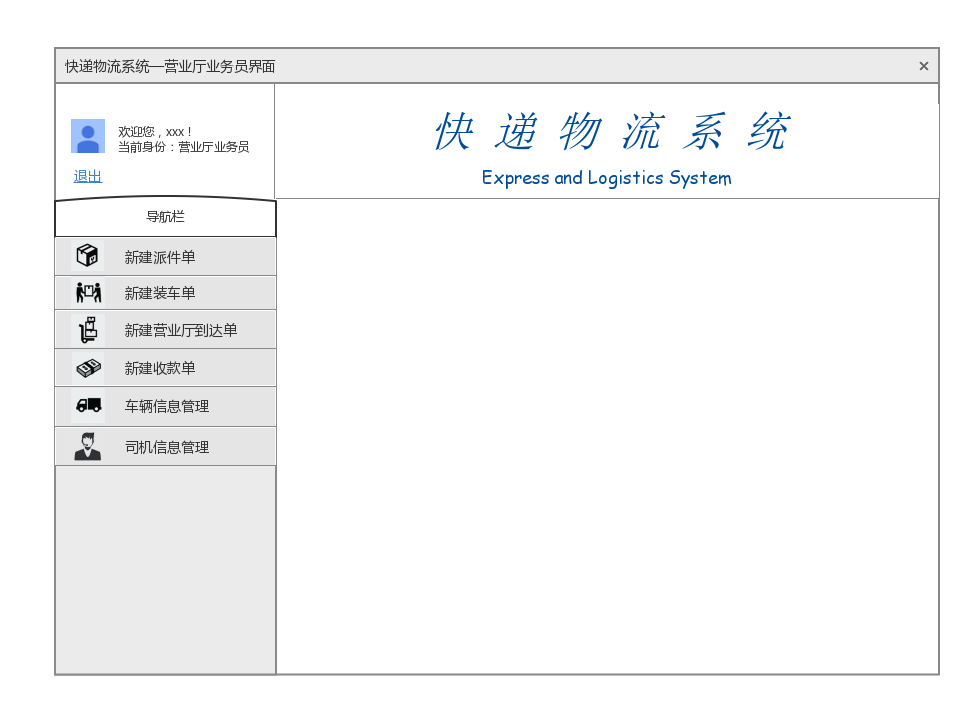 快递物流系统—营业厅业务员界面
×
欢迎您，xxx！
当前身份：营业厅业务员
退出
快递物流系统
Express and Logistics System
导航栏
新建派件单
新建装车单
新建营业厅到达单
新建收款单
车辆信息管理
司机信息管理